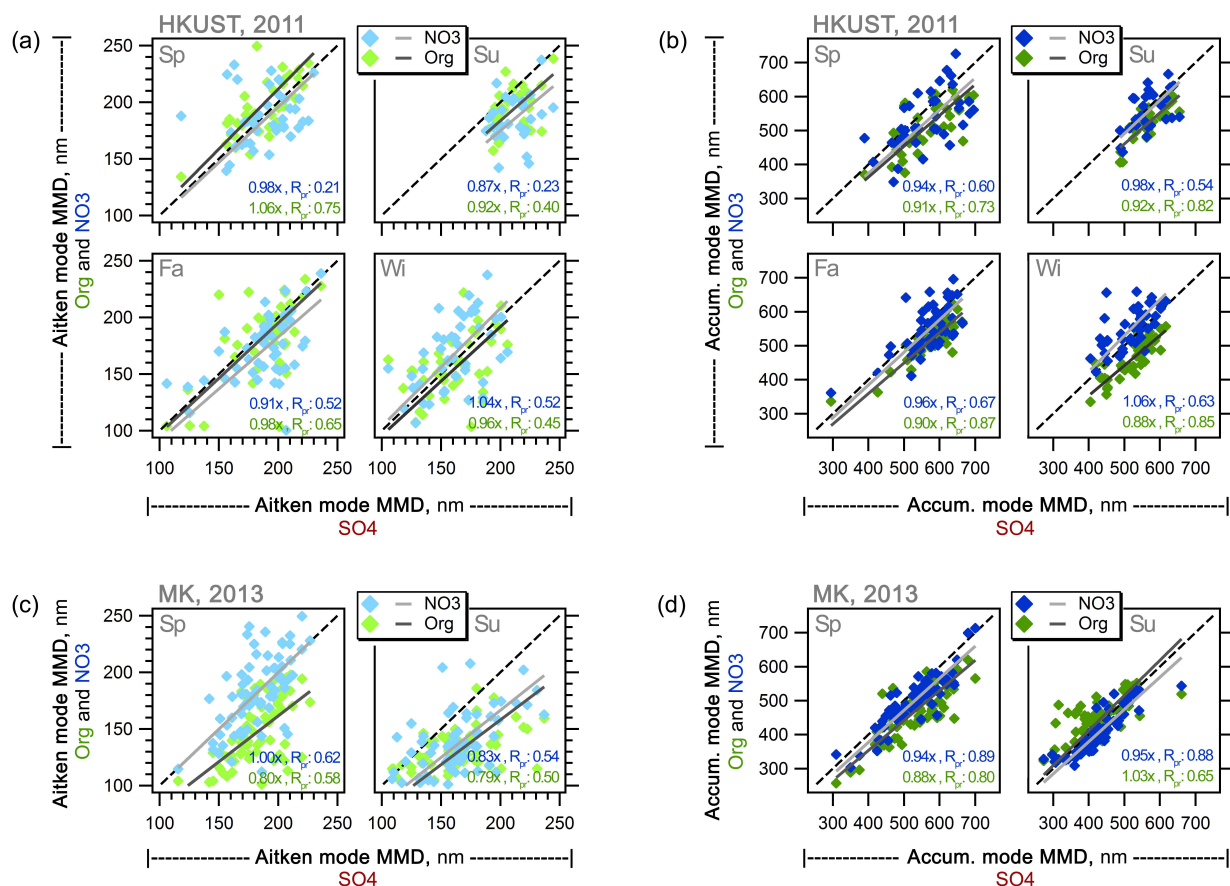 (a)
HKUST, 2011
NO3
Org
Sp
Su
250
200
150
100
0.98x , Rpr: 0.21
1.06x , Rpr: 0.75
0.87x , Rpr: 0.23
0.92x , Rpr: 0.40
Fa
Wi
250
200
150
100
0.91x , Rpr: 0.52
0.98x , Rpr: 0.65
1.04x , Rpr: 0.52
0.96x , Rpr: 0.45
100 150 200 250
100 150 200 250
|----------- Aitken mode MMD, nm -----------|
Org and NO3
|----------- Aitken mode MMD, nm -----------|
SO4
(b)
HKUST, 2011
NO3
Org
Sp
Su
700
600
500
400
300
0.94x , Rpr: 0.60
0.91x , Rpr: 0.73
0.98x , Rpr: 0.54
0.92x , Rpr: 0.82
Fa
Wi
700
600
500
400
300
0.96x , Rpr: 0.67
0.90x , Rpr: 0.87
1.06x , Rpr: 0.63
0.88x , Rpr: 0.85
300 400 500 600 700
300 400 500 600 700
|----------- Accum. mode MMD, nm -----------|
Org and NO3
|----------- Accum. mode MMD, nm -----------|
SO4
(c)
MK, 2013
NO3
Org
Sp
Su
250
200
150
100
1.00x , Rpr: 0.62
0.80x , Rpr: 0.58
0.83x , Rpr: 0.54
0.79x , Rpr: 0.50
100 150 200 250
100 150 200 250
Aitken mode MMD, nm
Org and NO3
|----------- Aitken mode MMD, nm -----------|
SO4
(d)
MK, 2013
NO3
Org
Sp
Su
700
600
500
400
300
0.94x , Rpr: 0.89
0.88x , Rpr: 0.80
0.95x , Rpr: 0.88
1.03x , Rpr: 0.65
300 400 500 600 700
300 400 500 600 700
Accum. mode MMD, nm
Org and NO3
|----------- Accum. mode MMD, nm -----------|
SO4